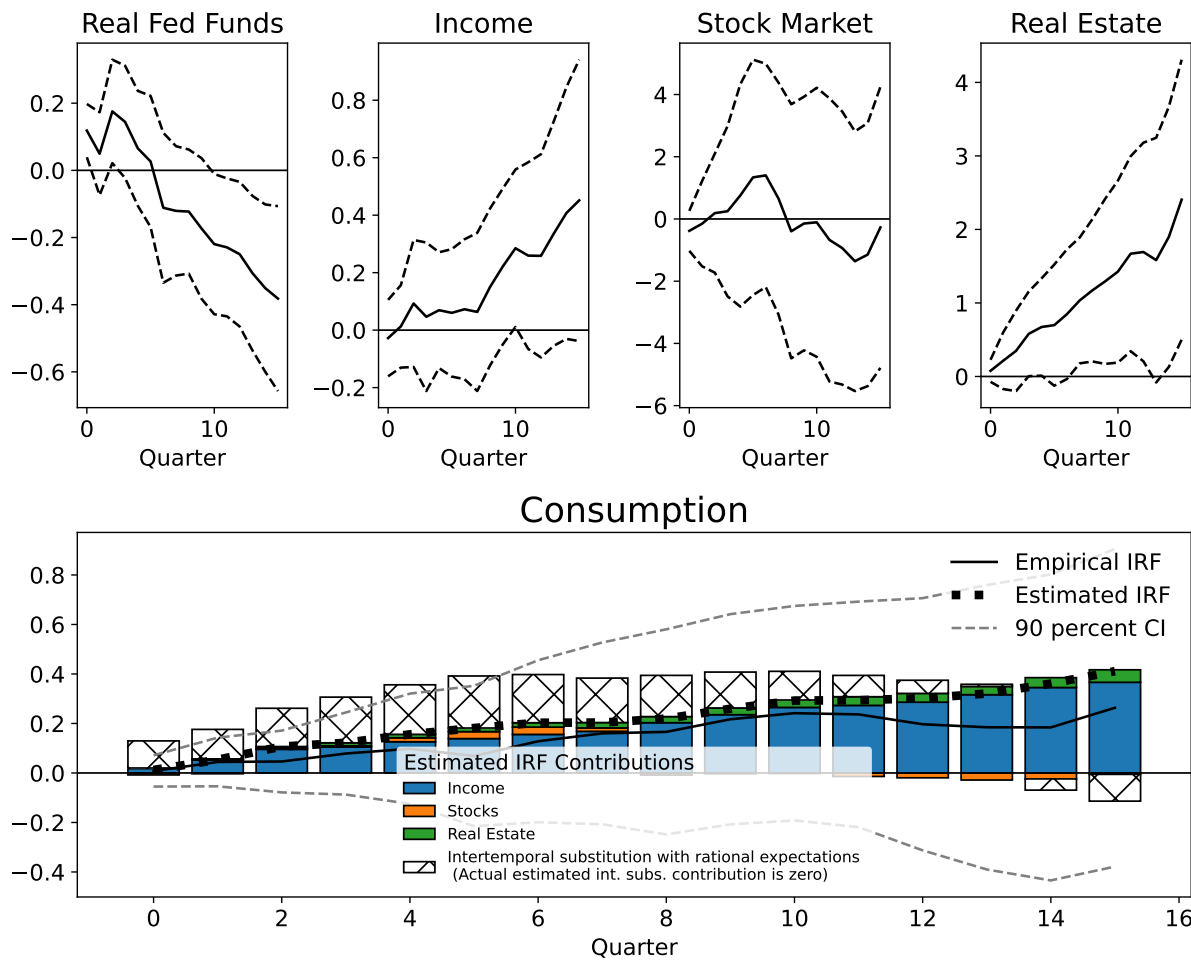 Real Fed Funds
Income
Stock Market
Real Estate
0.2
0.0
−0.2
−0.4
−0.6
0.8
0.6
0.4
0.2
0.0
−0.2
4
2
0
−2
−4
−6
4
3
2
1
0
0
10
0
10
0
10
0
10
Quarter
Quarter
Quarter
Quarter
Consumption
0.8
0.6
0.4
0.2
0.0
−0.2
−0.4
Empirical IRF
Estimated IRF
90 percent CI
Estimated IRF Contributions
Income
Stocks
Real Estate
Intertemporal substitution with rational expectations
(Actual estimated int. subs. contribution is zero)
0
2
4
6
8
10
12
14
16
Quarter